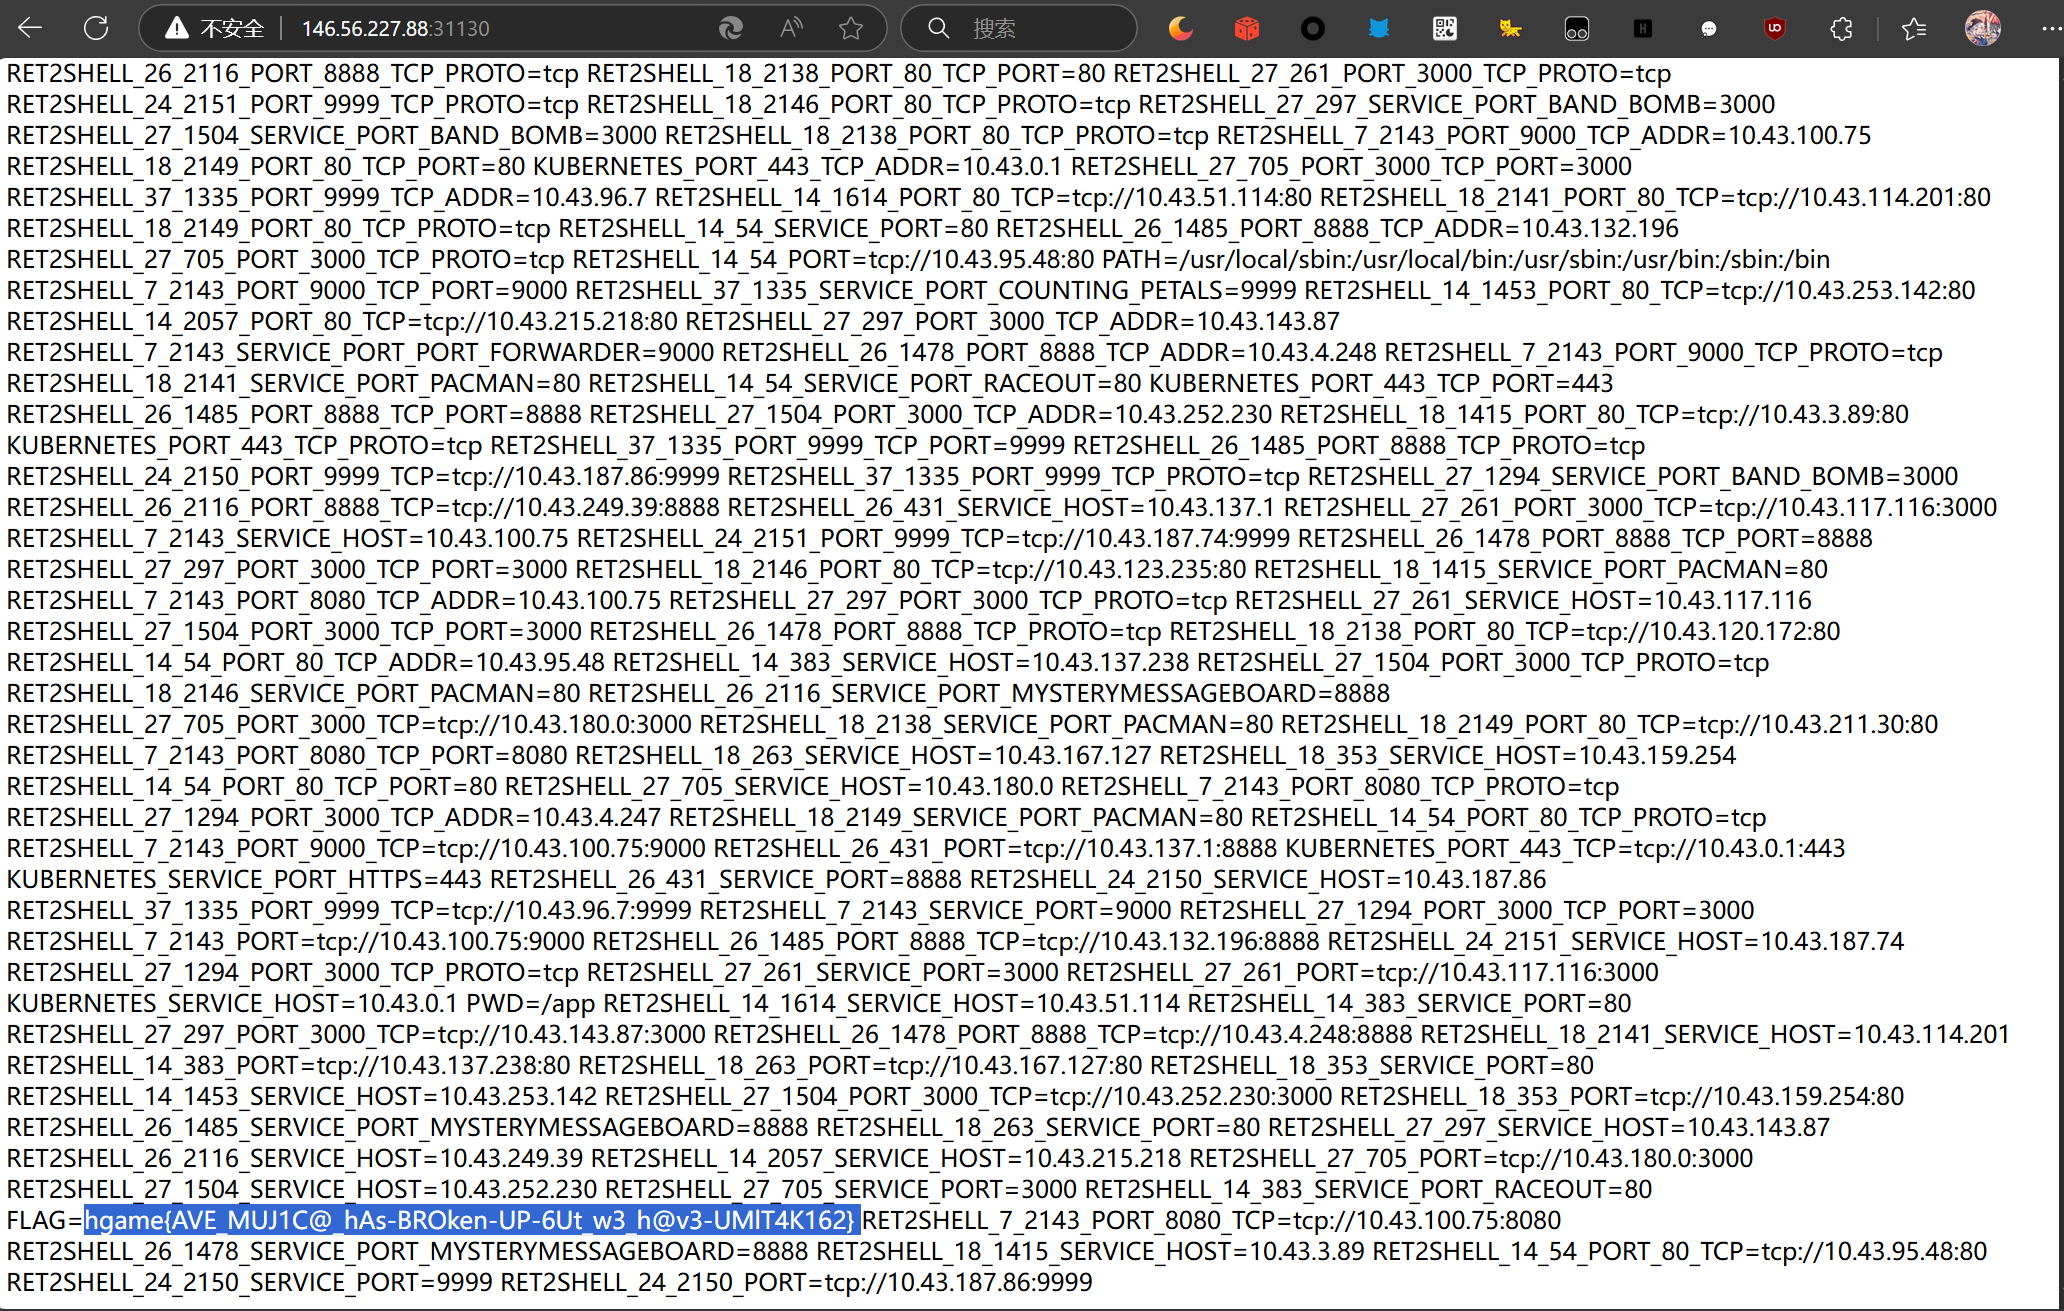 不安全 146.56.227.88:31130 搜索
RET2SHELL_26_2116_PORT_8888_TCP_PROTO=tcp RET2SHELL_18_2138_PORT_80_TCP_PORT=80 RET2SHELL_27_261_PORT_3000_TCP_PROTO=tcp
RET2SHELL_24_2151_PORT_9999_TCP_PROTO=tcp RET2SHELL_18_2146_PORT_80_TCP_PROTO=tcp RET2SHELL_27_297_SERVICE_PORT_BAND_BOMB=3000
RET2SHELL_27_1504_SERVICE_PORT_BAND_BOMB=3000 RET2SHELL_18_2138_PORT_80_TCP_PROTO=tcp RET2SHELL_7_2143_PORT_9000_TCP_ADDR=10.43.100.75
RET2SHELL_18_2149_PORT_80_TCP_PORT=80 KUBERNETES_PORT_443_TCP_ADDR=10.43.0.1 RET2SHELL_27_705_PORT_3000_TCP_PORT=3000
RET2SHELL_37_1335_PORT_9999_TCP_ADDR=10.43.96.7 RET2SHELL_14_1614_PORT_80_TCP=tcp://10.43.51.114:80 RET2SHELL_18_2141_PORT_80_TCP=tcp://10.43.114.201:80
RET2SHELL_18_2149_PORT_80_TCP_PROTO=tcp RET2SHELL_14_54_SERVICE_PORT=80 RET2SHELL_26_1485_PORT_8888_TCP_ADDR=10.43.132.196
RET2SHELL_27_705_PORT_3000_TCP_PROTO=tcp RET2SHELL_14_54_PORT=tcp://10.43.95.48:80 PATH=/usr/local/sbin:/usr/local/bin:/usr/sbin:/usr/bin:/sbin:/bin
RET2SHELL_7_2143_PORT_9000_TCP_PORT=9000 RET2SHELL_37_1335_SERVICE_PORT_COUNTING_PETALS=9999 RET2SHELL_14_1453_PORT_80_TCP=tcp://10.43.253.142:80
RET2SHELL_14_2057_PORT_80_TCP=tcp://10.43.215.218:80 RET2SHELL_27_297_PORT_3000_TCP_ADDR=10.43.143.87
RET2SHELL_7_2143_SERVICE_PORT_PORT_FORWARDER=9000 RET2SHELL_26_1478_PORT_8888_TCP_ADDR=10.43.4.248 RET2SHELL_7_2143_PORT_9000_TCP_PROTO=tcp
RET2SHELL_18_2141_SERVICE_PORT_PACMAN=80 RET2SHELL_14_54_SERVICE_PORT_RACEOUT=80 KUBERNETES_PORT_443_TCP_PORT=443
RET2SHELL_26_1485_PORT_8888_TCP_PORT=8888 RET2SHELL_27_1504_PORT_3000_TCP_ADDR=10.43.252.230 RET2SHELL_18_1415_PORT_80_TCP=tcp://10.43.3.89:80
KUBERNETES_PORT_443_TCP_PROTO=tcp RET2SHELL_37_1335_PORT_9999_TCP_PORT=9999 RET2SHELL_26_1485_PORT_8888_TCP_PROTO=tcp
RET2SHELL_24_2150_PORT_9999_TCP=tcp://10.43.187.86:9999 RET2SHELL_37_1335_PORT_9999_TCP_PROTO=tcp RET2SHELL_27_1294_SERVICE_PORT_BAND_BOMB=3000
RET2SHELL_26_2116_PORT_8888_TCP=tcp://10.43.249.39:8888 RET2SHELL_26_431_SERVICE_HOST=10.43.137.1 RET2SHELL_27_261_PORT_3000_TCP=tcp://10.43.117.116:3000
RET2SHELL_7_2143_SERVICE_HOST=10.43.100.75 RET2SHELL_24_2151_PORT_9999_TCP=tcp://10.43.187.74:9999 RET2SHELL_26_1478_PORT_8888_TCP_PORT=8888
RET2SHELL_27_297_PORT_3000_TCP_PORT=3000 RET2SHELL_18_2146_PORT_80_TCP=tcp://10.43.123.235:80 RET2SHELL_18_1415_SERVICE_PORT_PACMAN=80
RET2SHELL_7_2143_PORT_8080_TCP_ADDR=10.43.100.75 RET2SHELL_27_297_PORT_3000_TCP_PROTO=tcp RET2SHELL_27_261_SERVICE_HOST=10.43.117.116
RET2SHELL_27_1504_PORT_3000_TCP_PORT=3000 RET2SHELL_26_1478_PORT_8888_TCP_PROTO=tcp RET2SHELL_18_2138_PORT_80_TCP=tcp://10.43.120.172:80
RET2SHELL_14_54_PORT_80_TCP_ADDR=10.43.95.48 RET2SHELL_14_383_SERVICE_HOST=10.43.137.238 RET2SHELL_27_1504_PORT_3000_TCP_PROTO=tcp
RET2SHELL_18_2146_SERVICE_PORT_PACMAN=80 RET2SHELL_26_2116_SERVICE_PORT_MYSTERYMESSAGEBOARD=8888
RET2SHELL_27_705_PORT_3000_TCP=tcp://10.43.180.0:3000 RET2SHELL_18_2138_SERVICE_PORT_PACMAN=80 RET2SHELL_18_2149_PORT_80_TCP=tcp://10.43.211.30:80
RET2SHELL_7_2143_PORT_8080_TCP_PORT=8080 RET2SHELL_18_263_SERVICE_HOST=10.43.167.127 RET2SHELL_18_353_SERVICE_HOST=10.43.159.254
RET2SHELL_14_54_PORT_80_TCP_PORT=80 RET2SHELL_27_705_SERVICE_HOST=10.43.180.0 RET2SHELL_7_2143_PORT_8080_TCP_PROTO=tcp
RET2SHELL_27_1294_PORT_3000_TCP_ADDR=10.43.4.247 RET2SHELL_18_2149_SERVICE_PORT_PACMAN=80 RET2SHELL_14_54_PORT_80_TCP_PROTO=tcp
RET2SHELL_7_2143_PORT_9000_TCP=tcp://10.43.100.75:9000 RET2SHELL_26_431_PORT=tcp://10.43.137.1:8888 KUBERNETES_PORT_443_TCP=tcp://10.43.0.1:443
KUBERNETES_SERVICE_PORT_HTTPS=443 RET2SHELL_26_431_SERVICE_PORT=8888 RET2SHELL_24_2150_SERVICE_HOST=10.43.187.86
RET2SHELL_37_1335_PORT_9999_TCP=tcp://10.43.96.7:9999 RET2SHELL_7_2143_SERVICE_PORT=9000 RET2SHELL_27_1294_PORT_3000_TCP_PORT=3000
RET2SHELL_7_2143_PORT=tcp://10.43.100.75:9000 RET2SHELL_26_1485_PORT_8888_TCP=tcp://10.43.132.196:8888 RET2SHELL_24_2151_SERVICE_HOST=10.43.187.74
RET2SHELL_27_1294_PORT_3000_TCP_PROTO=tcp RET2SHELL_27_261_SERVICE_PORT=3000 RET2SHELL_27_261_PORT=tcp://10.43.117.116:3000
KUBERNETES_SERVICE_HOST=10.43.0.1 PWD=/app RET2SHELL_14_1614_SERVICE_HOST=10.43.51.114 RET2SHELL_14_383_SERVICE_PORT=80
RET2SHELL_27_297_PORT_3000_TCP=tcp://10.43.143.87:3000 RET2SHELL_26_1478_PORT_8888_TCP=tcp://10.43.4.248:8888 RET2SHELL_18_2141_SERVICE_HOST=10.43.114.201
RET2SHELL_14_383_PORT=tcp://10.43.137.238:80 RET2SHELL_18_263_PORT=tcp://10.43.167.127:80 RET2SHELL_18_353_SERVICE_PORT=80
RET2SHELL_14_1453_SERVICE_HOST=10.43.253.142 RET2SHELL_27_1504_PORT_3000_TCP=tcp://10.43.252.230:3000 RET2SHELL_18_353_PORT=tcp://10.43.159.254:80
RET2SHELL_26_1485_SERVICE_PORT_MYSTERYMESSAGEBOARD=8888 RET2SHELL_18_263_SERVICE_PORT=80 RET2SHELL_27_297_SERVICE_HOST=10.43.143.87
RET2SHELL_26_2116_SERVICE_HOST=10.43.249.39 RET2SHELL_14_2057_SERVICE_HOST=10.43.215.218 RET2SHELL_27_705_PORT=tcp://10.43.180.0:3000
RET2SHELL_27_1504_SERVICE_HOST=10.43.252.230 RET2SHELL_27_705_SERVICE_PORT=3000 RET2SHELL_14_383_SERVICE_PORT_RACEOUT=80
FLAG=hgame{AVE_MUJ1C@_hAs-BROken-UP-6Ut_w3_h@v3-UMIT4K162} RET2SHELL_7_2143_PORT_8080_TCP=tcp://10.43.100.75:8080
RET2SHELL_26_1478_SERVICE_PORT_MYSTERYMESSAGEBOARD=8888 RET2SHELL_18_1415_SERVICE_HOST=10.43.3.89 RET2SHELL_14_54_PORT_80_TCP=tcp://10.43.95.48:80
RET2SHELL_24_2150_SERVICE_PORT=9999 RET2SHELL_24_2150_PORT=tcp://10.43.187.86:9999